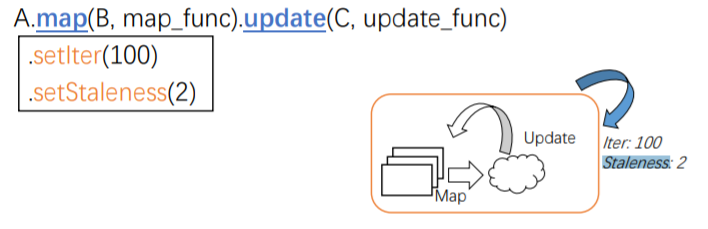 A.map(B, map_func).update(C, update_func)
.setIter(100)
.setStaleness(2)
Update
Iter: 100
Staleness: 2
Map